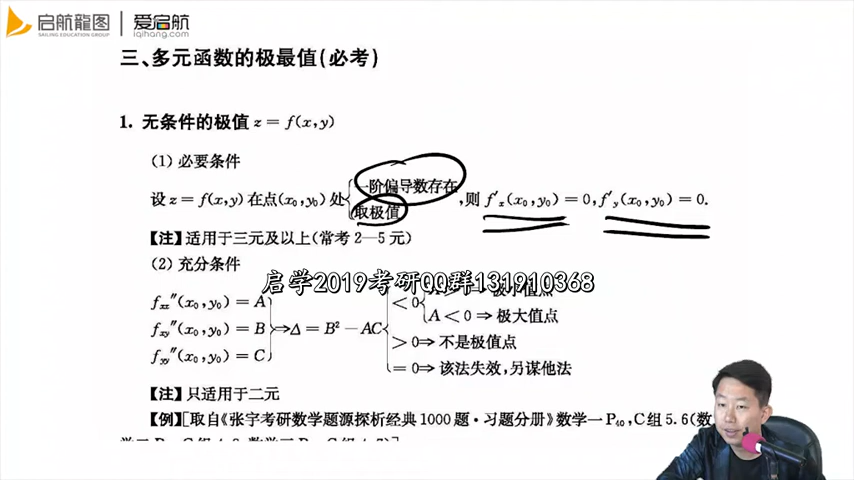 启航龍图 爱启航
SAILING EDUCATION GROUP iqihang.com
三、多元函数的极最值(必考)
1. 无条件的极值 z = f(x,y)
(1) 必要条件
一阶偏导数存在
设 z = f(x,y) 在点(x₀,y₀) 处{ ,则 f′ₓ(x₀,y₀) = 0,f′ᵧ(x₀,y₀) = 0.
取极值
【注】适用于三元及以上(常考 2—5 元)
(2) 充分条件
启学2019考研QQ群131910368
fₓₓ″(x₀,y₀) = A
< 0
A < 0 ⇒ 极大值点
fₓᵧ″(x₀,y₀) = B ⇒ Δ = B² − AC
> 0 ⇒ 不是极值点
fᵧᵧ″(x₀,y₀) = C
= 0 ⇒ 该法失效,另谋他法
【注】只适用于二元
【例】[取自《张宇考研数学题源探析经典 1000 题·习题分册》数学一 P₄₀,C 组 5.6(数